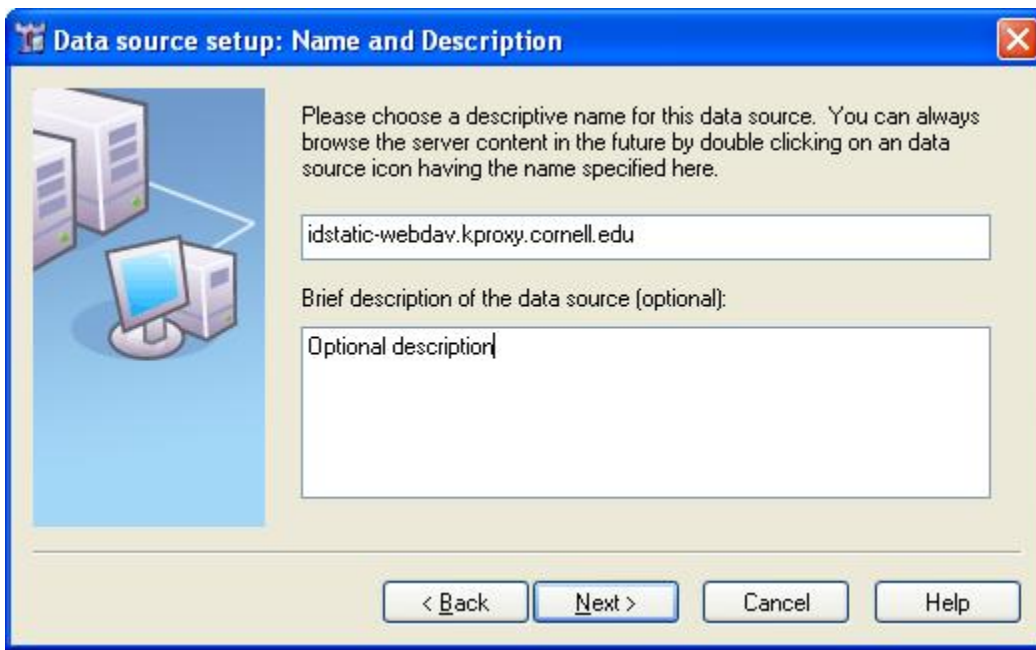 Data source setup: Name and Description
Please choose a descriptive name for this data source.  You can always
browse the server content in the future by double clicking on an data
source icon having the name specified here.
idstatic-webdav.kproxy.cornell.edu
Brief description of the data source (optional):
Optional description
< Back
Next >
Cancel
Help